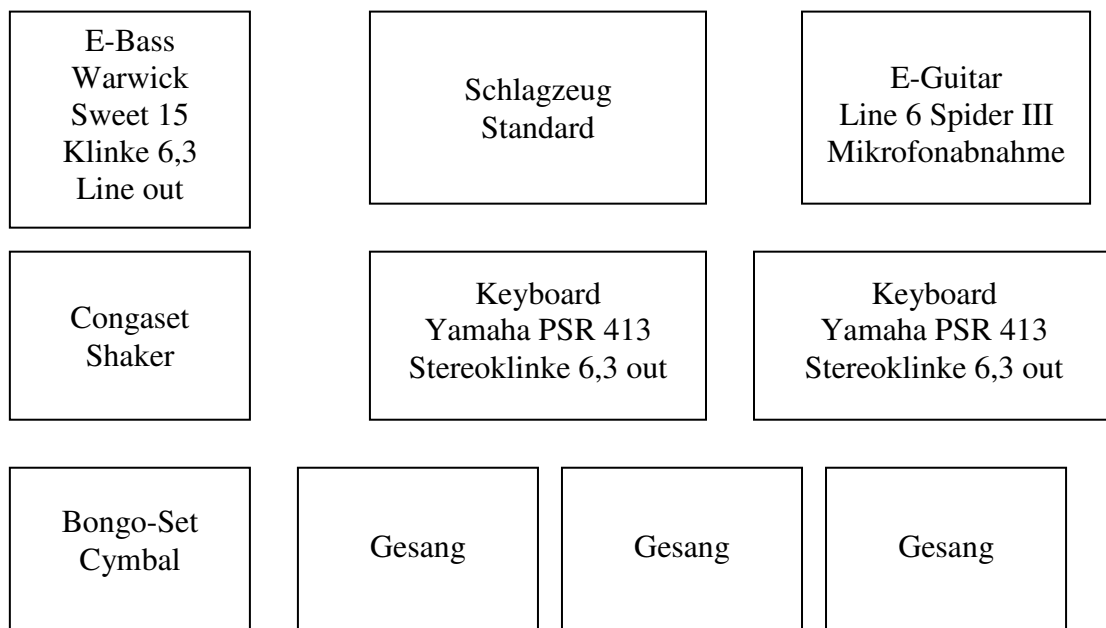 E-Bass
Warwick
Sweet 15
Klinke 6,3
Line out
Schlagzeug
Standard
E-Guitar
Line 6 Spider III
Mikrofonabnahme
Congaset
Shaker
Keyboard
Yamaha PSR 413
Stereoklinke 6,3 out
Keyboard
Yamaha PSR 413
Stereoklinke 6,3 out
Bongo-Set
Cymbal
Gesang
Gesang
Gesang